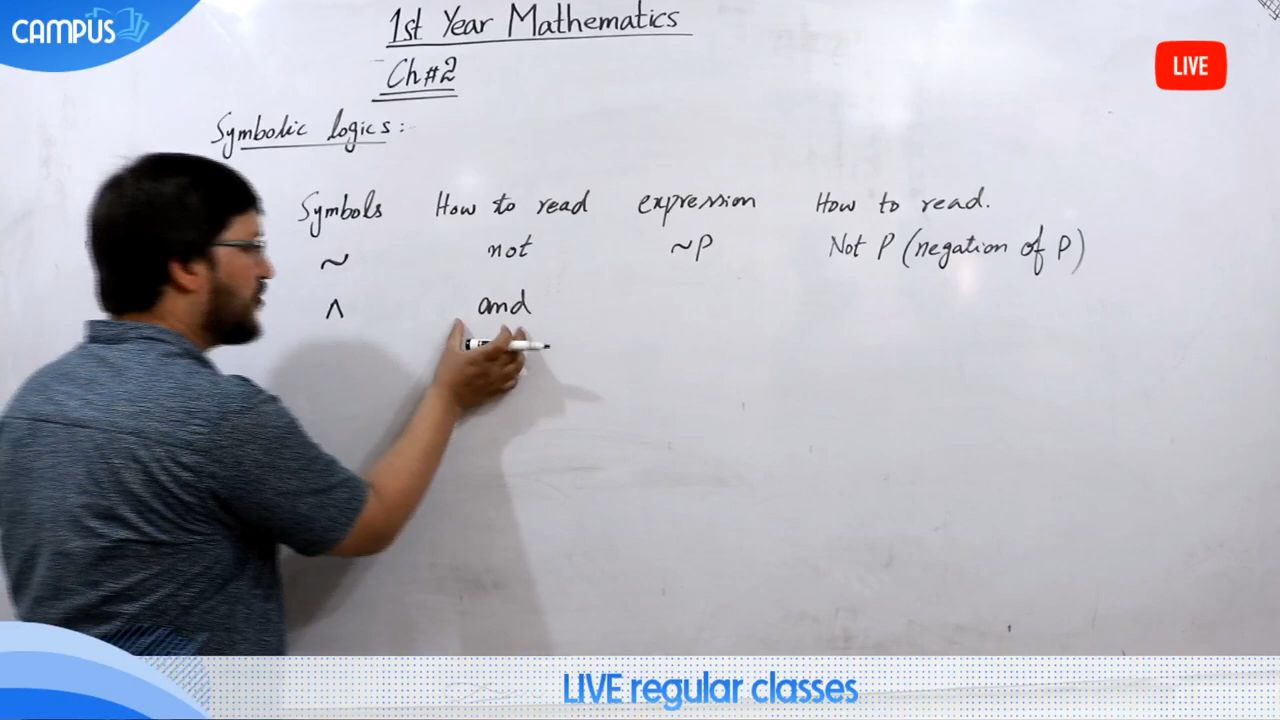 CAMPUS
LIVE
1st Year Mathematics
Ch#2
Symbolic logics:
Symbols How to read expression How to read.
~ not ~P Not P (negation of P)
∧ and
LIVE regular classes